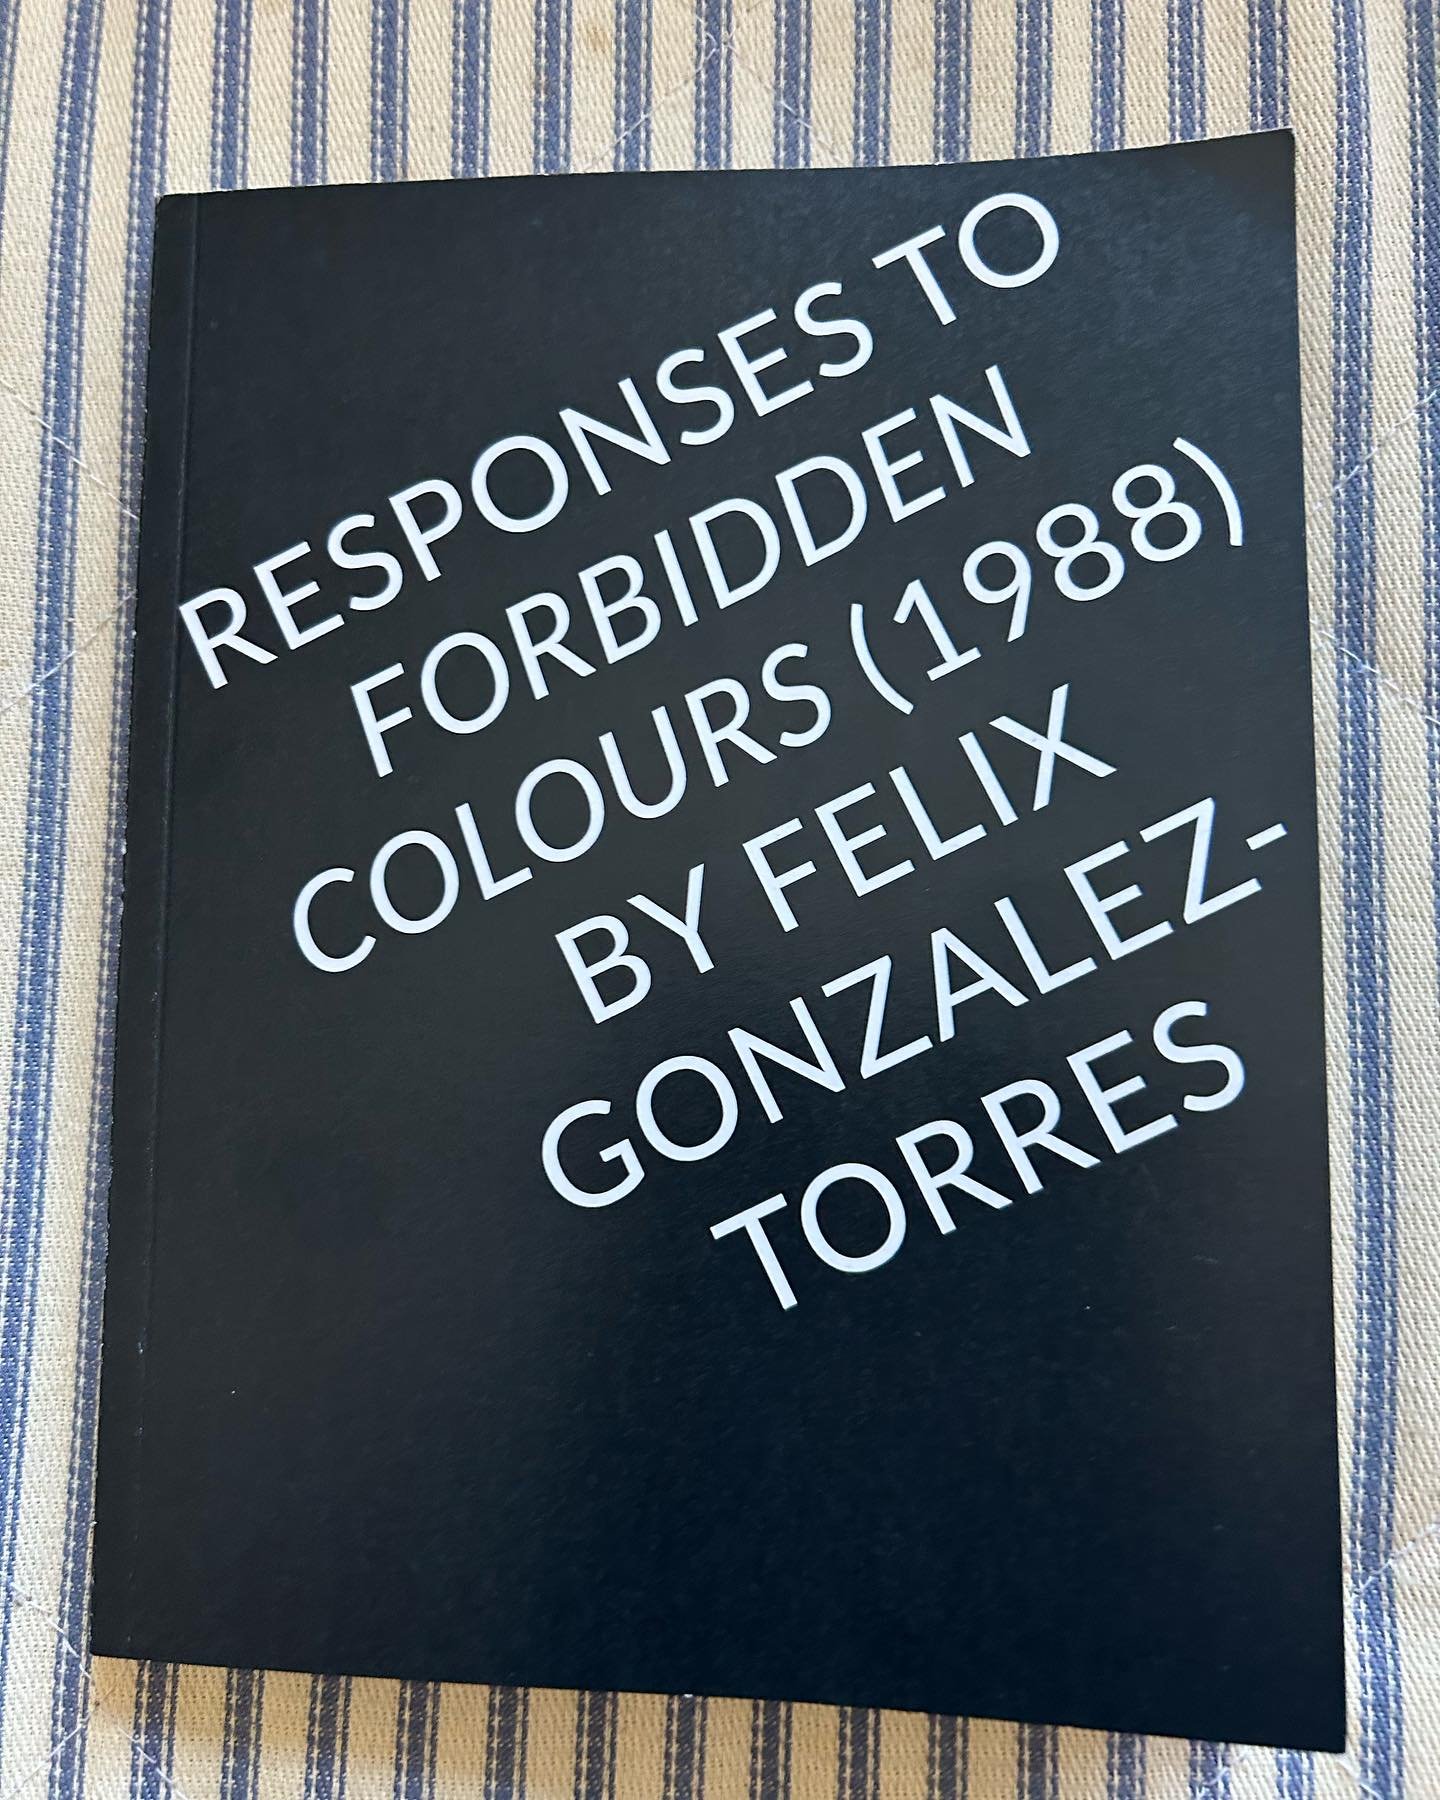 RESPONSES TO
FORBIDDEN
COLOURS (1988)
BY FELIX
GONZALEZ-
TORRES